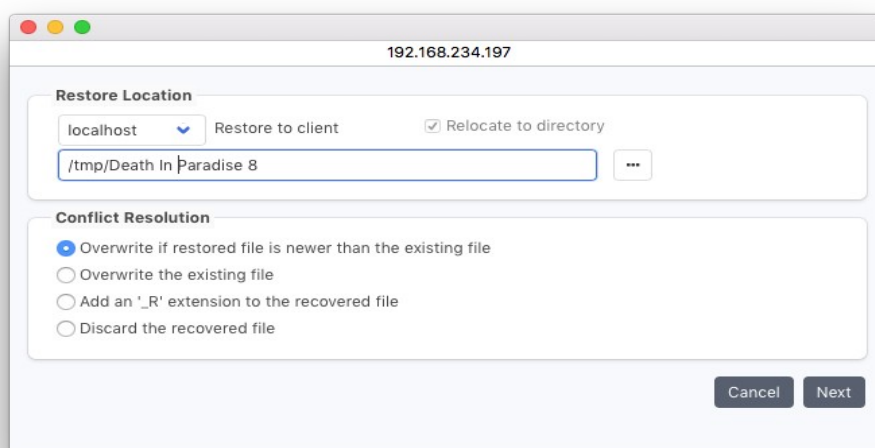 192.168.234.197
Restore Location
localhost Restore to client Relocate to directory
/tmp/Death In Paradise 8 ...
Conflict Resolution
Overwrite if restored file is newer than the existing file
Overwrite the existing file
Add an '_R' extension to the recovered file
Discard the recovered file
Cancel Next